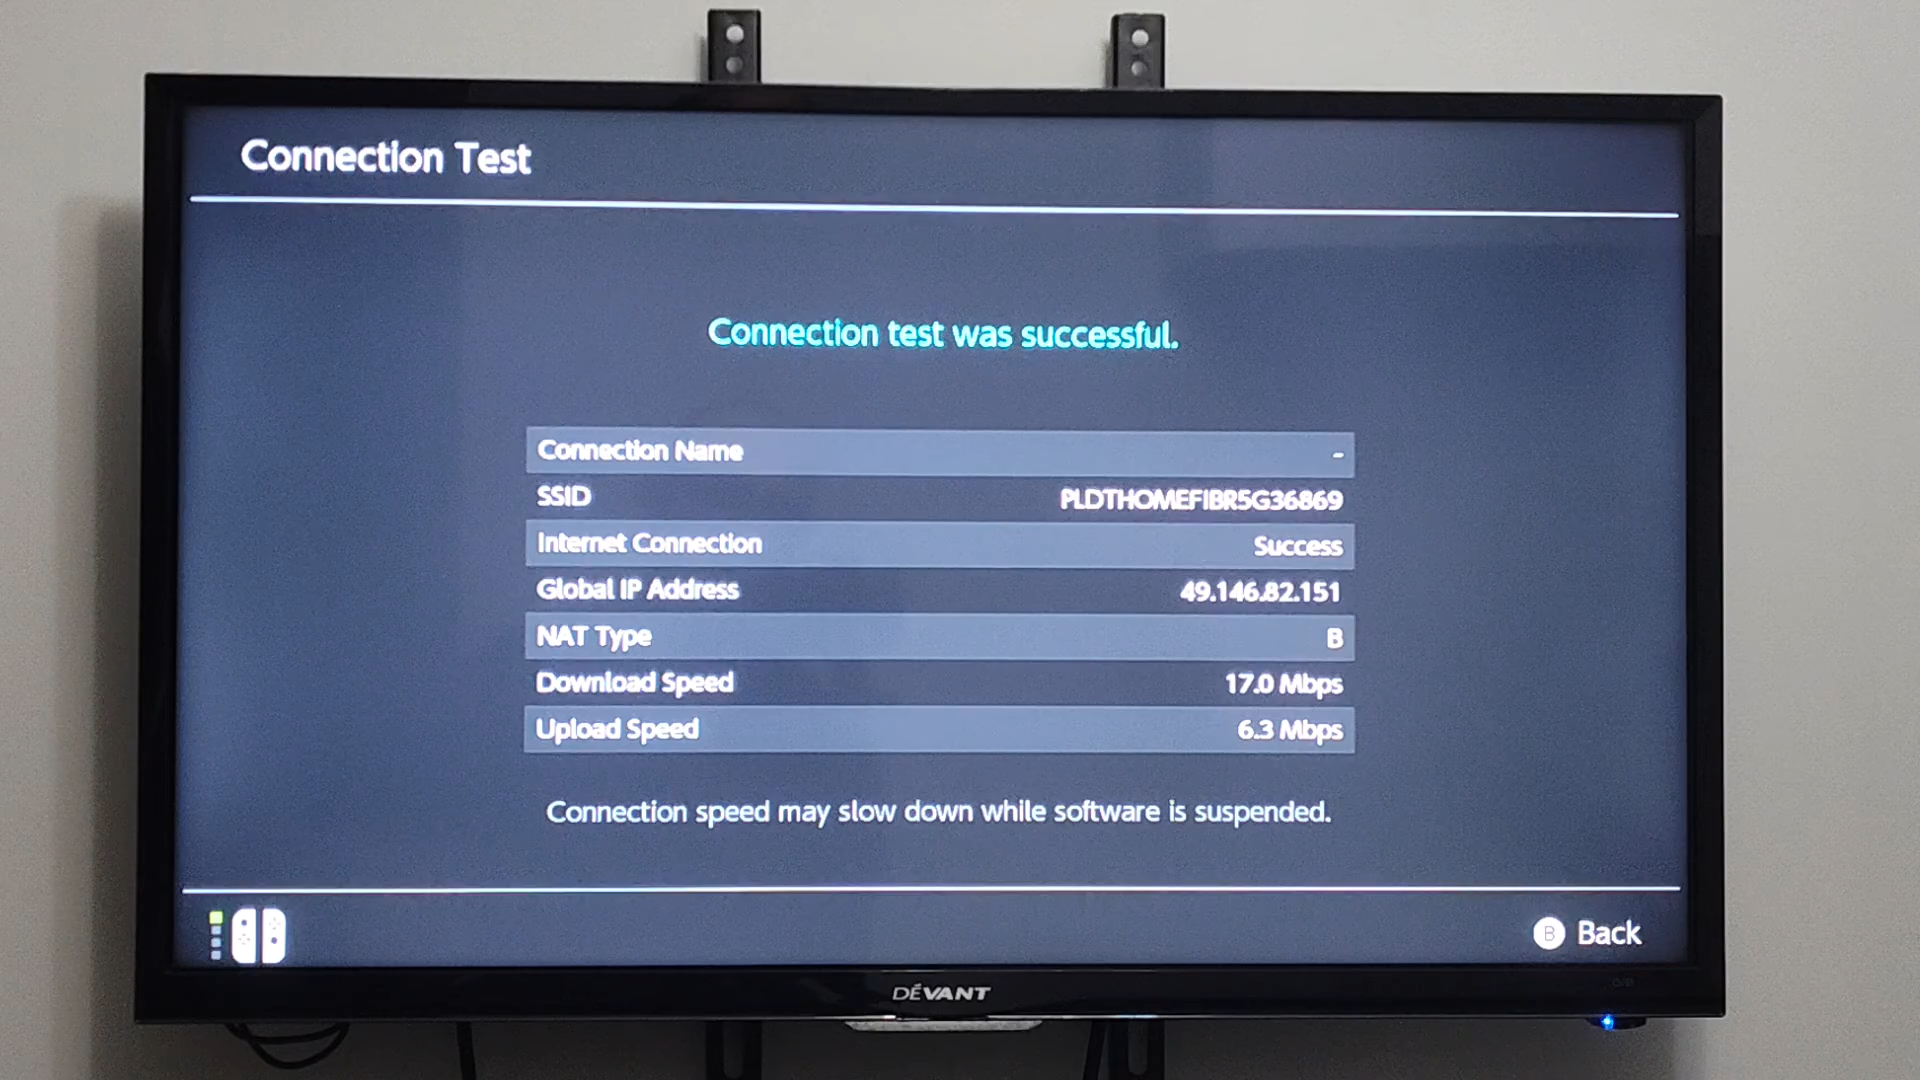 Connection Test
Connection test was successful.
Connection Name -
SSID PLDTHOMEFIBR5G36869
Internet Connection Success
Global IP Address 49.146.82.151
NAT Type B
Download Speed 17.0 Mbps
Upload Speed 6.3 Mbps
Connection speed may slow down while software is suspended.
B Back
DÉVANT